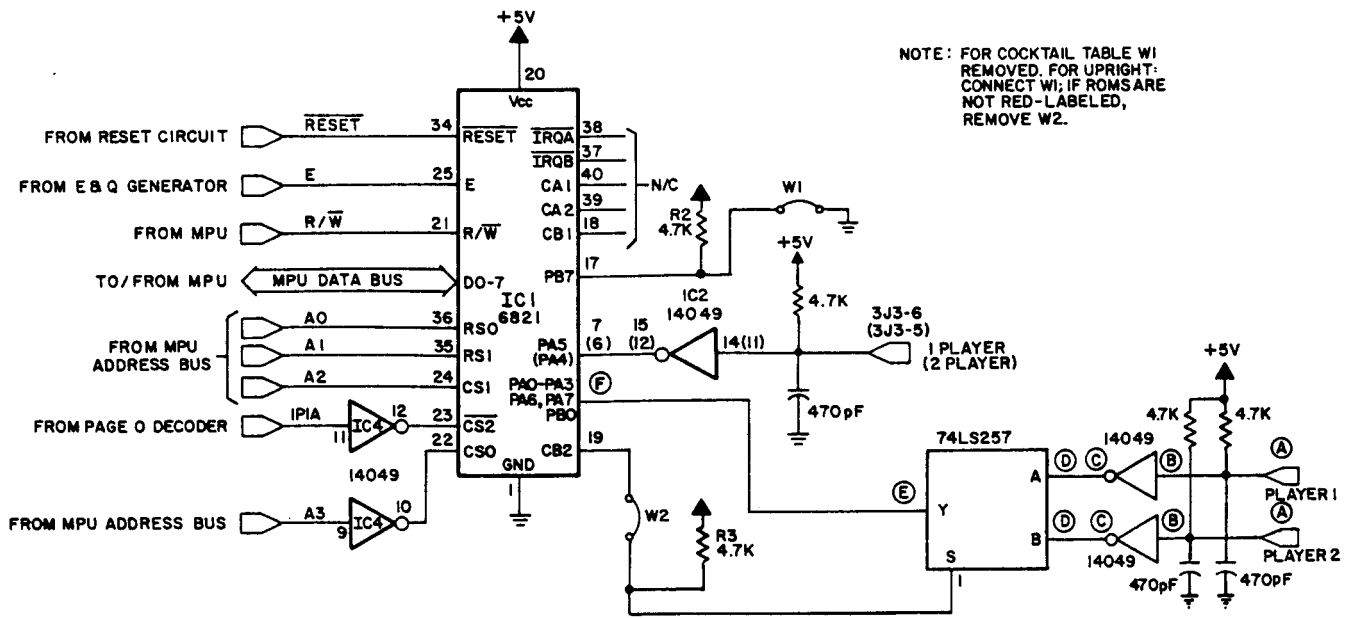 +5V
20
Vcc
NOTE: FOR COCKTAIL TABLE W1
REMOVED. FOR UPRIGHT:
CONNECT W1; IF ROMS ARE
NOT RED-LABELED,
REMOVE W2.
FROM RESET CIRCUIT
RESET
34
RESET
IRQA
38
IRQB
37
FROM E & Q GENERATOR
E
25
E
CA1
40
N/C
CA2
39
FROM MPU
R/W
21
R/W
CB1
18
R2
4.7K
W1
+5V
TO/FROM MPU
MPU DATA BUS
DO-7
PB7
17
IC1
6821
IC2
14049
4.7K
FROM MPU
ADDRESS BUS
A0
36
RS0
A1
35
RS1
A2
24
CS1
PA5
(PA4)
7
(6)
15
(12)
14(11)
3J3-6
(3J3-5)
1 PLAYER
(2 PLAYER)
+5V
PA0-PA3
PA6, PA7
PB0
F
470pF
FROM PAGE 0 DECODER
1P1A
11
IC4
12
23
CS2
22
CS0
CB2
19
14049
GND
1
FROM MPU ADDRESS BUS
A3
9
IC4
10
W2
R3
4.7K
74LS257
E
Y
A
B
S
1
D
C
14049
B
4.7K
4.7K
A
PLAYER 1
D
C
14049
B
A
PLAYER 2
470pF
470pF